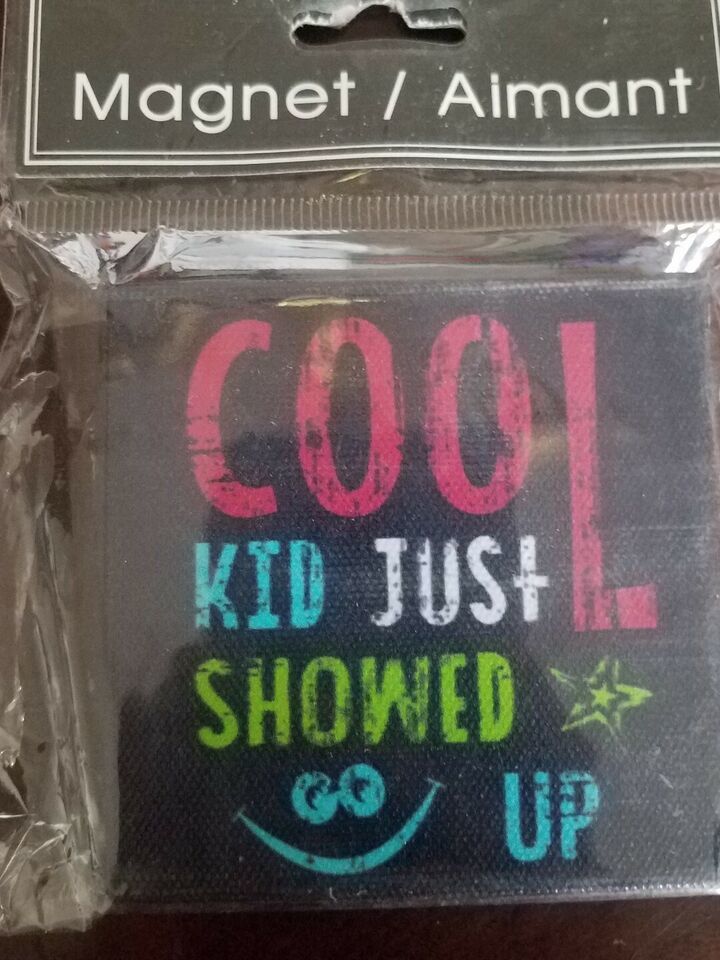 Magnet / Aimant
COOL
KID JUSt
SHOWED
UP